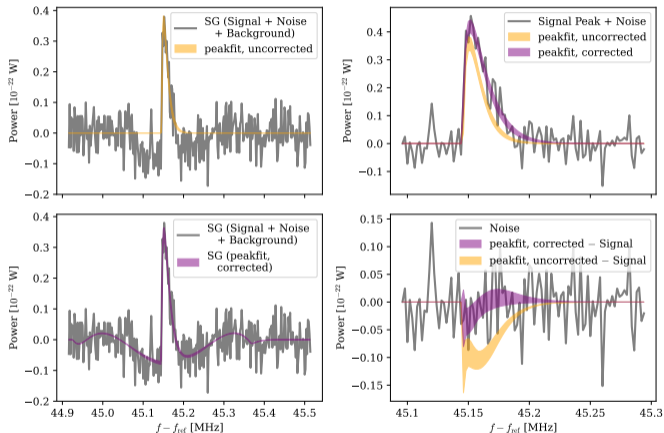 0.4
0.3
0.2
0.1
0.0
-0.1
-0.2
Power [10⁻²² W]
SG (Signal + Noise
+ Background)
peakfit, uncorrected
0.4
0.3
0.2
0.1
0.0
−0.1
Power [10⁻²² W]
Signal Peak + Noise
peakfit, uncorrected
peakfit, corrected
0.4
0.3
0.2
0.1
0.0
−0.1
−0.2
Power [10⁻²² W]
SG (Signal + Noise
+ Background)
SG (peakfit,
corrected)
44.9 45.0 45.1 45.2 45.3 45.4 45.5
f − f_ref [MHz]
0.15
0.10
0.05
0.00
−0.05
−0.10
−0.15
Power [10⁻²² W]
Noise
peakfit, corrected − Signal
peakfit, uncorrected − Signal
45.1 45.15 45.2 45.25 45.3
f − f_ref [MHz]